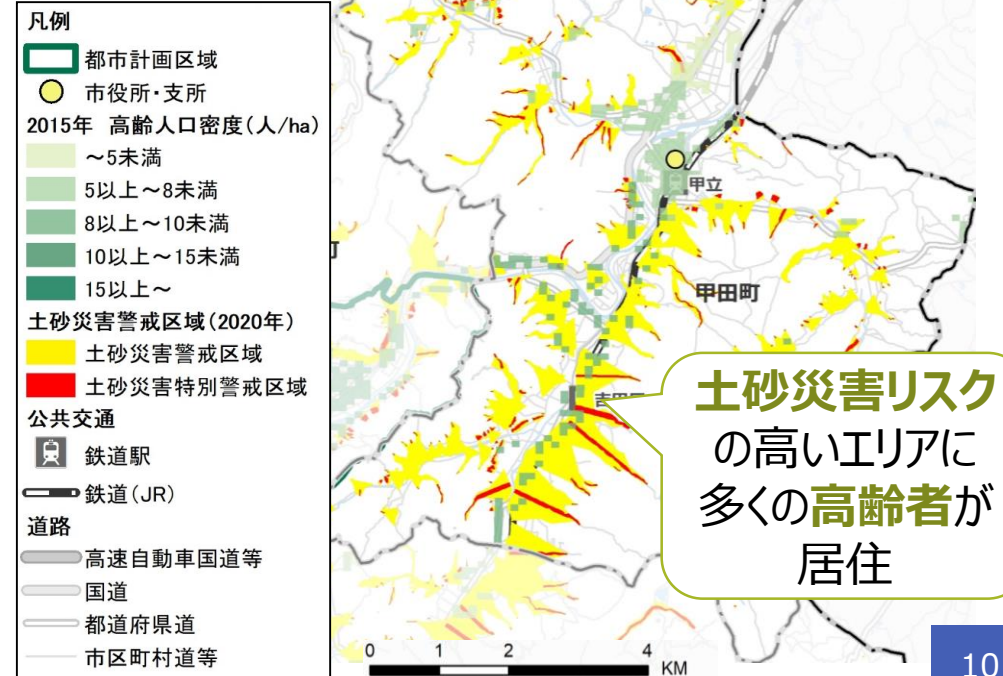 凡例
都市計画区域
市役所・支所
2015年 高齢人口密度(人/ha)
～5未満
5以上～8未満
8以上～10未満
10以上～15未満
15以上～
土砂災害警戒区域(2020年)
土砂災害警戒区域
土砂災害特別警戒区域
公共交通
鉄道駅
鉄道(JR)
道路
高速自動車国道等
国道
都道府県道
市区町村道等
甲立
甲田町
土砂災害リスク
の高いエリアに
多くの高齢者が
居住
0 1 2 4
KM
10